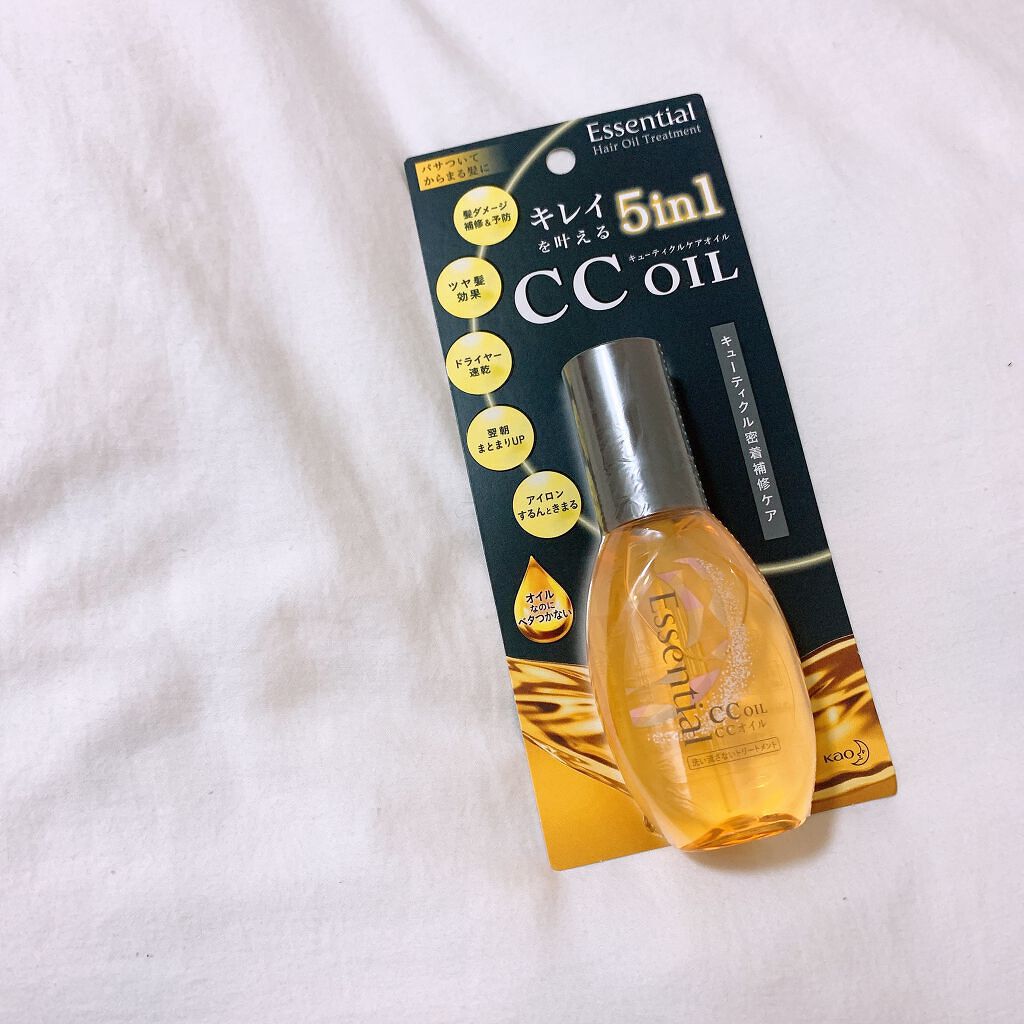 Essential
Hair Oil Treatment
パサついて
からまる髪に
髪ダメージ
補修&予防
キレイ
を叶える
5in1
キューティクルケアオイル
CC OIL
ツヤ髪
効果
ドライヤー
速乾
翌朝
まとまりUP
アイロン
するんときまる
オイル
なのに
ベタつかない
キューティクル密着補修ケア
Essential
CC OIL
CCオイル
洗い流さないトリートメント
Kao